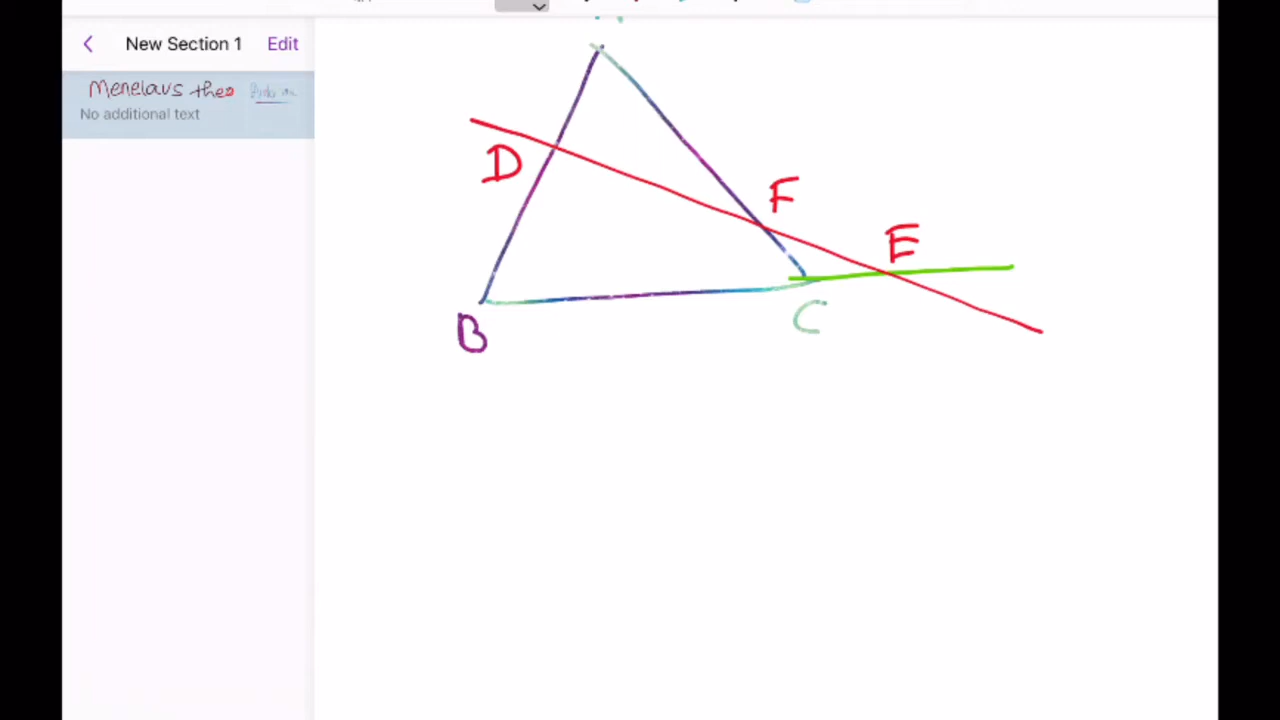 New Section 1 Edit
Menelaus theo
No additional text
D
F
E
B
C